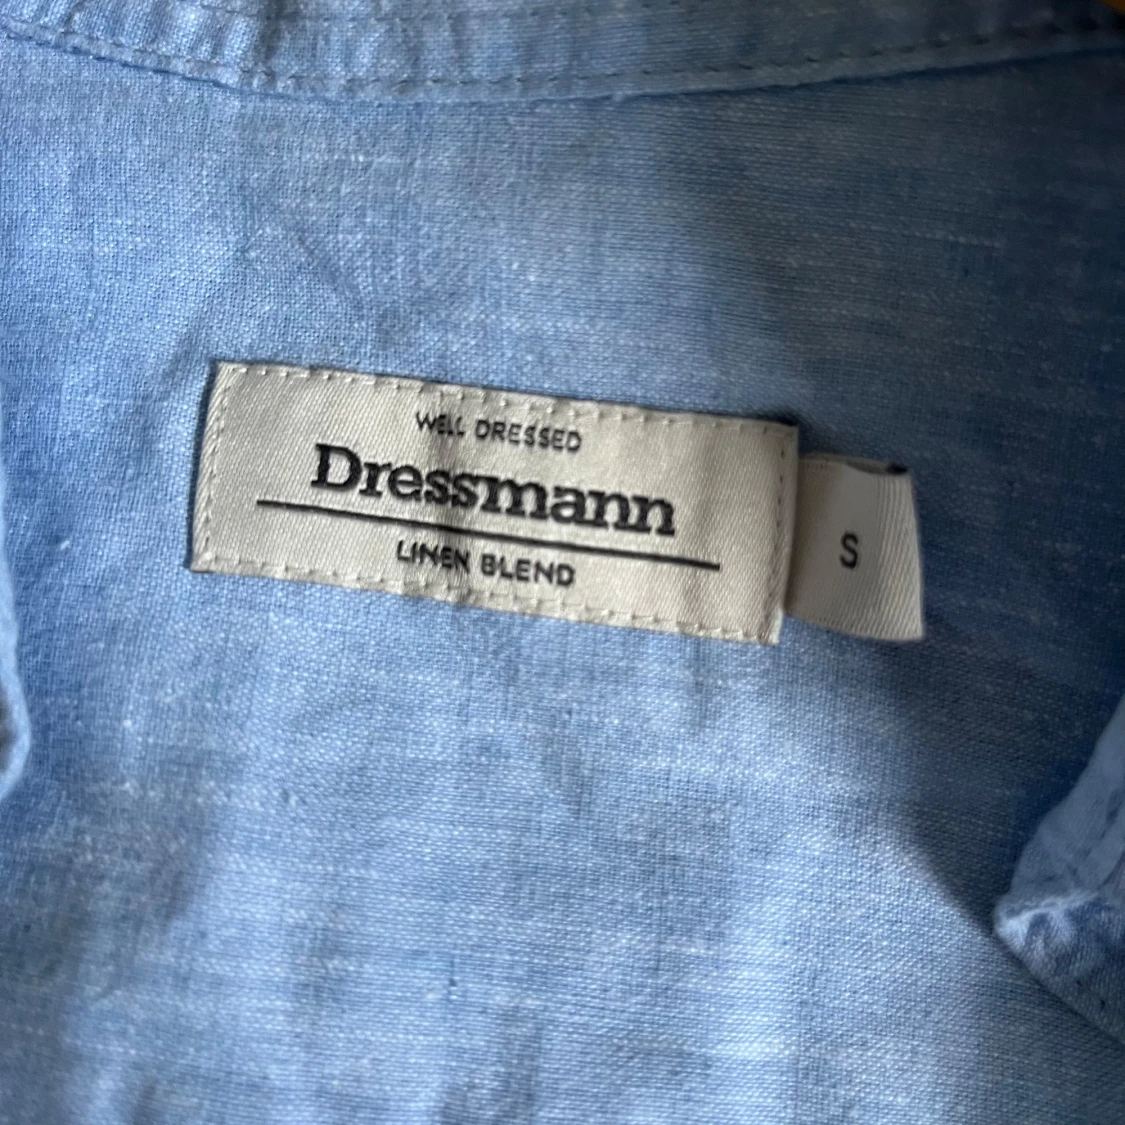 WELL DRESSED
Dressmann
LINEN BLEND
S